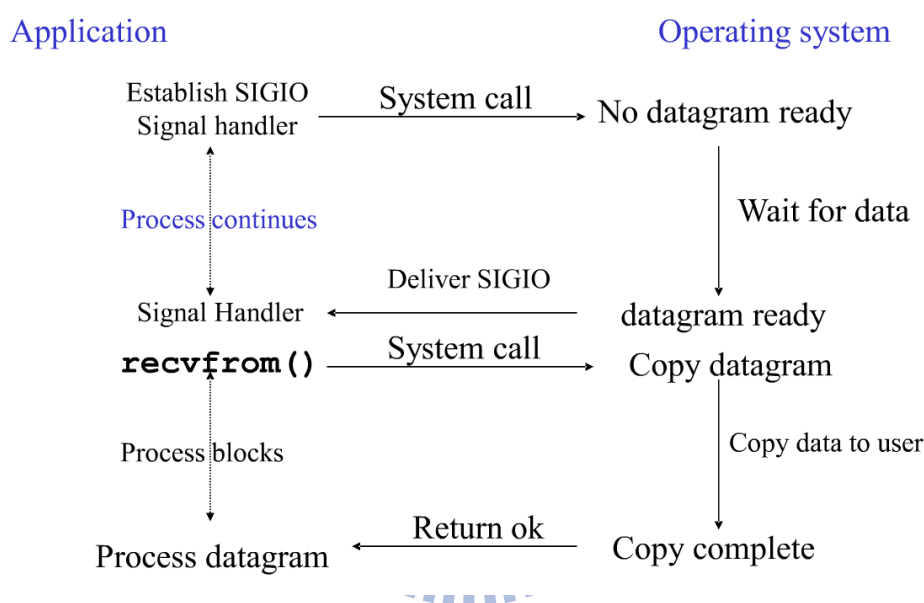 Application
Operating system
Establish SIGIO
Signal handler
System call
No datagram ready
Process continues
Wait for data
Deliver SIGIO
Signal Handler
datagram ready
recvfrom()
System call
Copy datagram
Process blocks
Copy data to user
Return ok
Process datagram
Copy complete